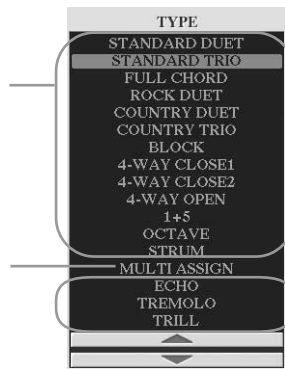 TYPE
STANDARD DUET
STANDARD TRIO
FULL CHORD
ROCK DUET
COUNTRY DUET
COUNTRY TRIO
BLOCK
4-WAY CLOSE1
4-WAY CLOSE2
4-WAY OPEN
1+5
OCTAVE
STRUM
MULTI ASSIGN
ECHO
TREMOLO
TRILL